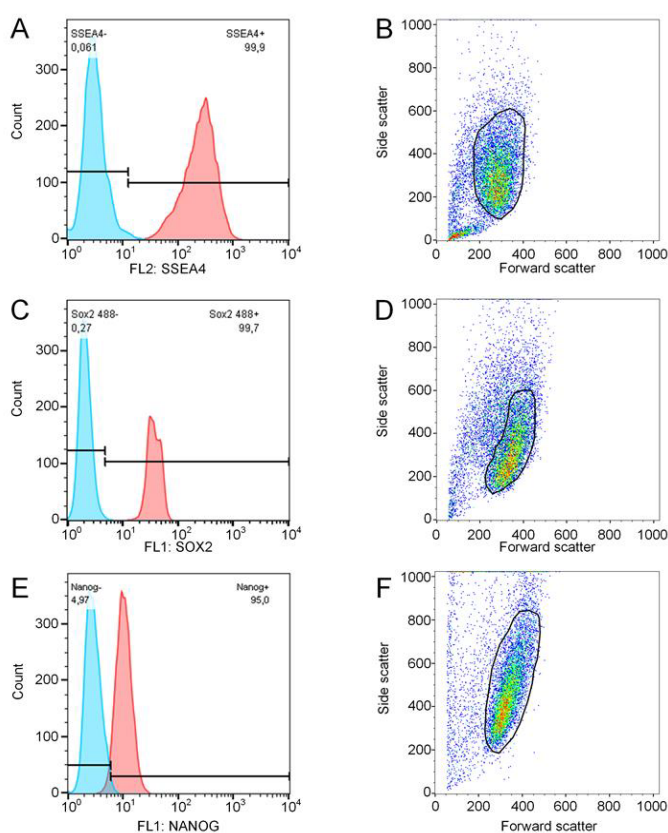 A
SSEA4- SSEA4+
0,061 99,9
300
200
100
0
Count
10^0 10^1 10^2 10^3 10^4
FL2: SSEA4
B
1000
800
600
400
200
0
Side scatter
0 200 400 600 800 1000
Forward scatter
C
Sox2 488- Sox2 488+
0,27 99,7
300
200
100
0
Count
10^0 10^1 10^2 10^3 10^4
FL1: SOX2
D
1000
800
600
400
200
0
Side scatter
0 200 400 600 800 1000
Forward scatter
E
Nanog- Nanog+
4,97 95,0
300
200
100
0
Count
10^0 10^1 10^2 10^3 10^4
FL1: NANOG
F
1000
800
600
400
200
0
Side scatter
0 200 400 600 800 1000
Forward scatter